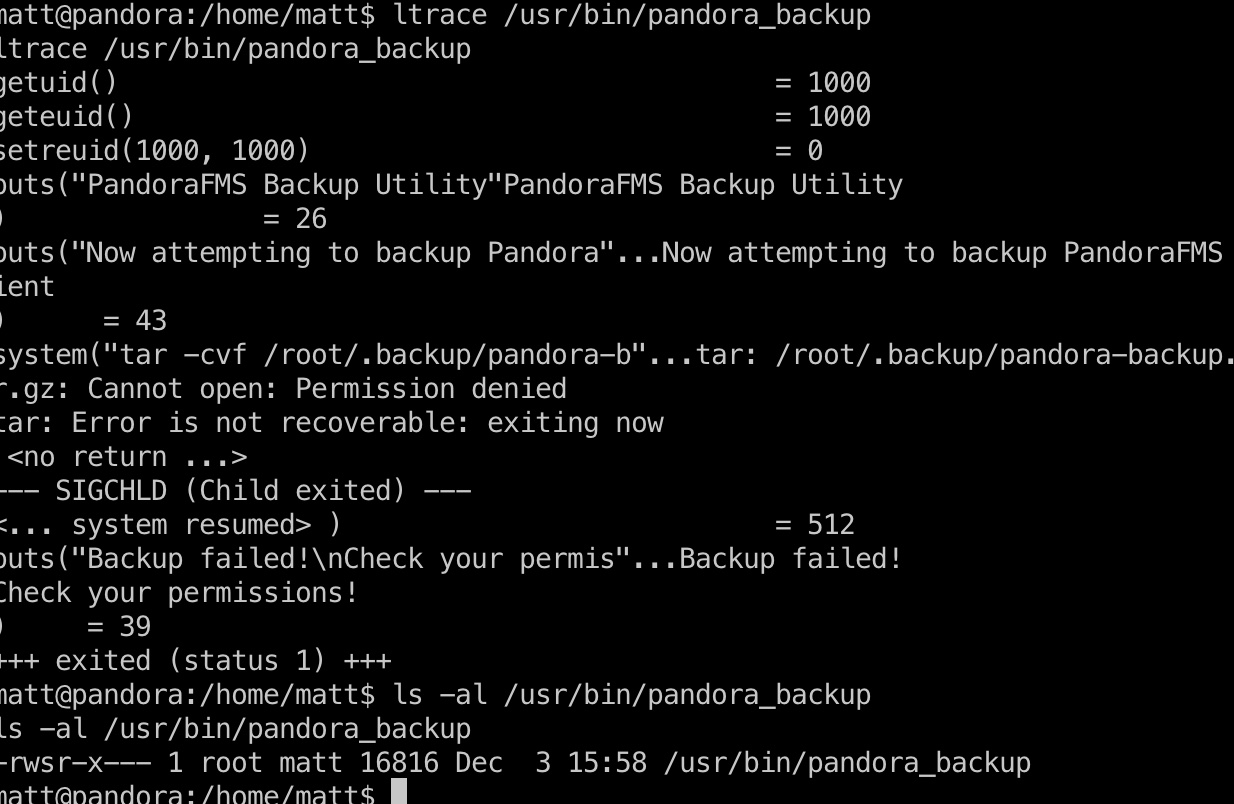 matt@pandora:/home/matt$ ltrace /usr/bin/pandora_backup
ltrace /usr/bin/pandora_backup
getuid() = 1000
geteuid() = 1000
setreuid(1000, 1000) = 0
puts("PandoraFMS Backup Utility"PandoraFMS Backup Utility
) = 26
puts("Now attempting to backup Pandora"...Now attempting to backup PandoraFMS
ient
) = 43
system("tar -cvf /root/.backup/pandora-b"...tar: /root/.backup/pandora-backup.
r.gz: Cannot open: Permission denied
tar: Error is not recoverable: exiting now
<no return ...>
--- SIGCHLD (Child exited) ---
<... system resumed> ) = 512
puts("Backup failed!\nCheck your permis"...Backup failed!
Check your permissions!
) = 39
+++ exited (status 1) +++
matt@pandora:/home/matt$ ls -al /usr/bin/pandora_backup
ls -al /usr/bin/pandora_backup
-rwsr-x--- 1 root matt 16816 Dec  3 15:58 /usr/bin/pandora_backup
matt@pandora:/home/matt$